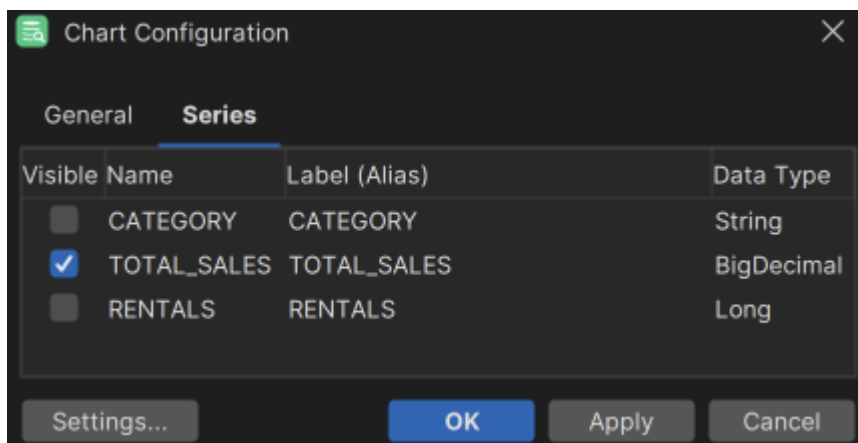 Chart Configuration
General Series
Visible Name Label (Alias) Data Type
CATEGORY CATEGORY String
TOTAL_SALES TOTAL_SALES BigDecimal
RENTALS RENTALS Long
Settings... OK Apply Cancel